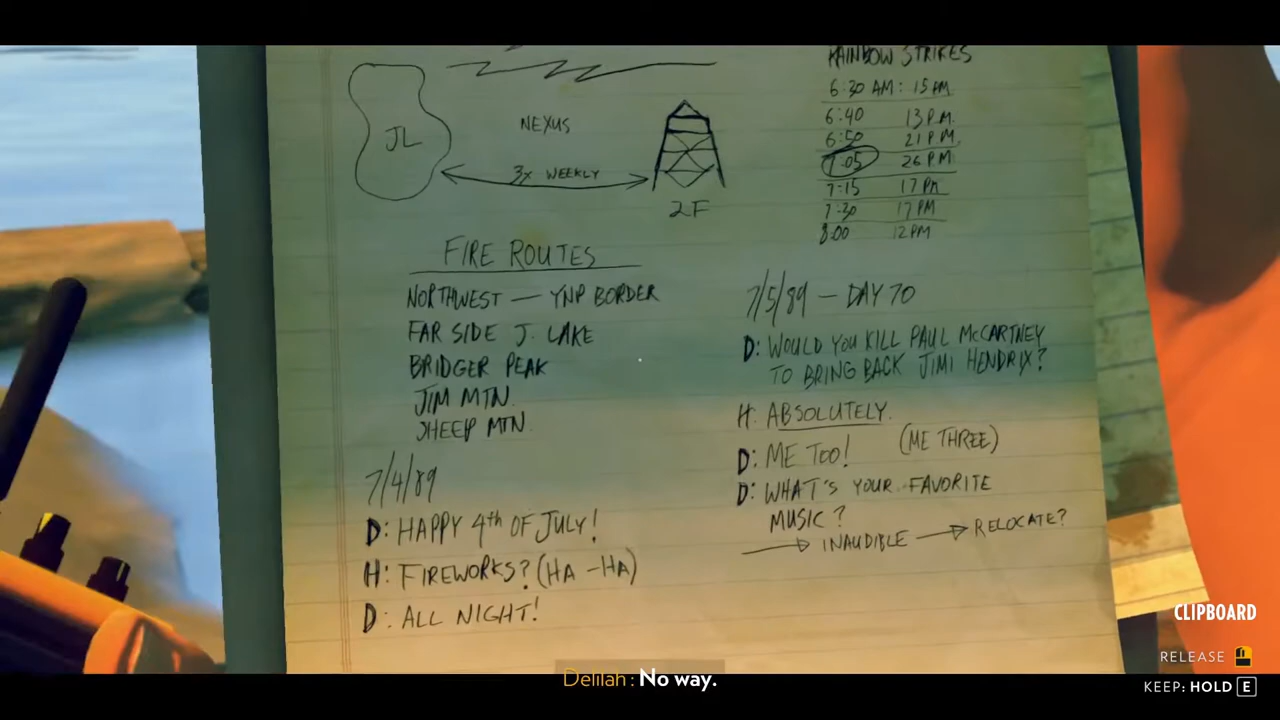 JL
NEXUS
3X WEEKLY
2F
FIRE ROUTES
NORTHWEST — YNP BORDER
FAR SIDE J. LAKE
BRIDGER PEAK
JIM MTN.
SHEEP MTN.
7/4/89
D: HAPPY 4th OF JULY!
H: FIREWORKS? (HA-HA)
D: ALL NIGHT!
RAINBOW STRIKES
6:30 AM: 15 PM.
6:40 13 P.M.
6:50 21 P.M.
7:05 26 PM
7:15 17 PM
7:30 17 PM
8:00 12 PM
7/5/89 — DAY 70
D: WOULD YOU KILL PAUL McCARTNEY
TO BRING BACK JIMI HENDRIX?
H: ABSOLUTELY.
D: ME TOO! (ME THREE)
D: WHAT'S YOUR FAVORITE
MUSIC?
→ INAUDIBLE → RELOCATE?
CLIPBOARD
RELEASE
KEEP: HOLD E
Delilah : No way.